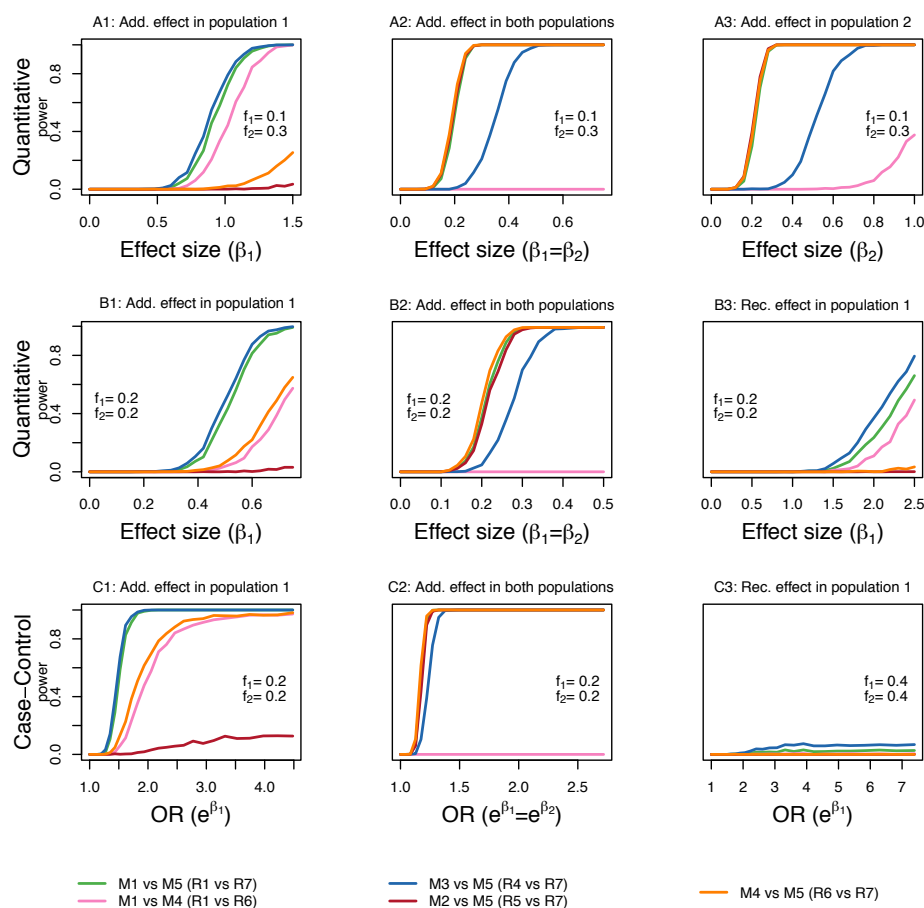 A1: Add. effect in population 1
A2: Add. effect in both populations
A3: Add. effect in population 2
Quantitative
power
0.0 0.4 0.8
f1= 0.1
f2= 0.3
f1= 0.1
f2= 0.3
f1= 0.1
f2= 0.3
0.0 0.5 1.0 1.5
0.0 0.2 0.4 0.6
0.0 0.2 0.4 0.6 0.8 1.0
Effect size (β1)
Effect size (β1=β2)
Effect size (β2)
B1: Add. effect in population 1
B2: Add. effect in both populations
B3: Rec. effect in population 1
Quantitative
power
0.0 0.4 0.8
f1= 0.2
f2= 0.2
f1= 0.2
f2= 0.2
f1= 0.2
f2= 0.2
0.0 0.2 0.4 0.6
0.0 0.1 0.2 0.3 0.4 0.5
0.0 0.5 1.0 1.5 2.0 2.5
Effect size (β1)
Effect size (β1=β2)
Effect size (β1)
C1: Add. effect in population 1
C2: Add. effect in both populations
C3: Rec. effect in population 1
Case−Control
power
0.0 0.4 0.8
f1= 0.2
f2= 0.2
f1= 0.2
f2= 0.2
f1= 0.4
f2= 0.4
1.0 2.0 3.0 4.0
1.0 1.5 2.0 2.5
1 2 3 4 5 6 7
OR (e^β1)
OR (e^β1=e^β2)
OR (e^β1)
M1 vs M5 (R1 vs R7)
M1 vs M4 (R1 vs R6)
M3 vs M5 (R4 vs R7)
M2 vs M5 (R5 vs R7)
M4 vs M5 (R6 vs R7)